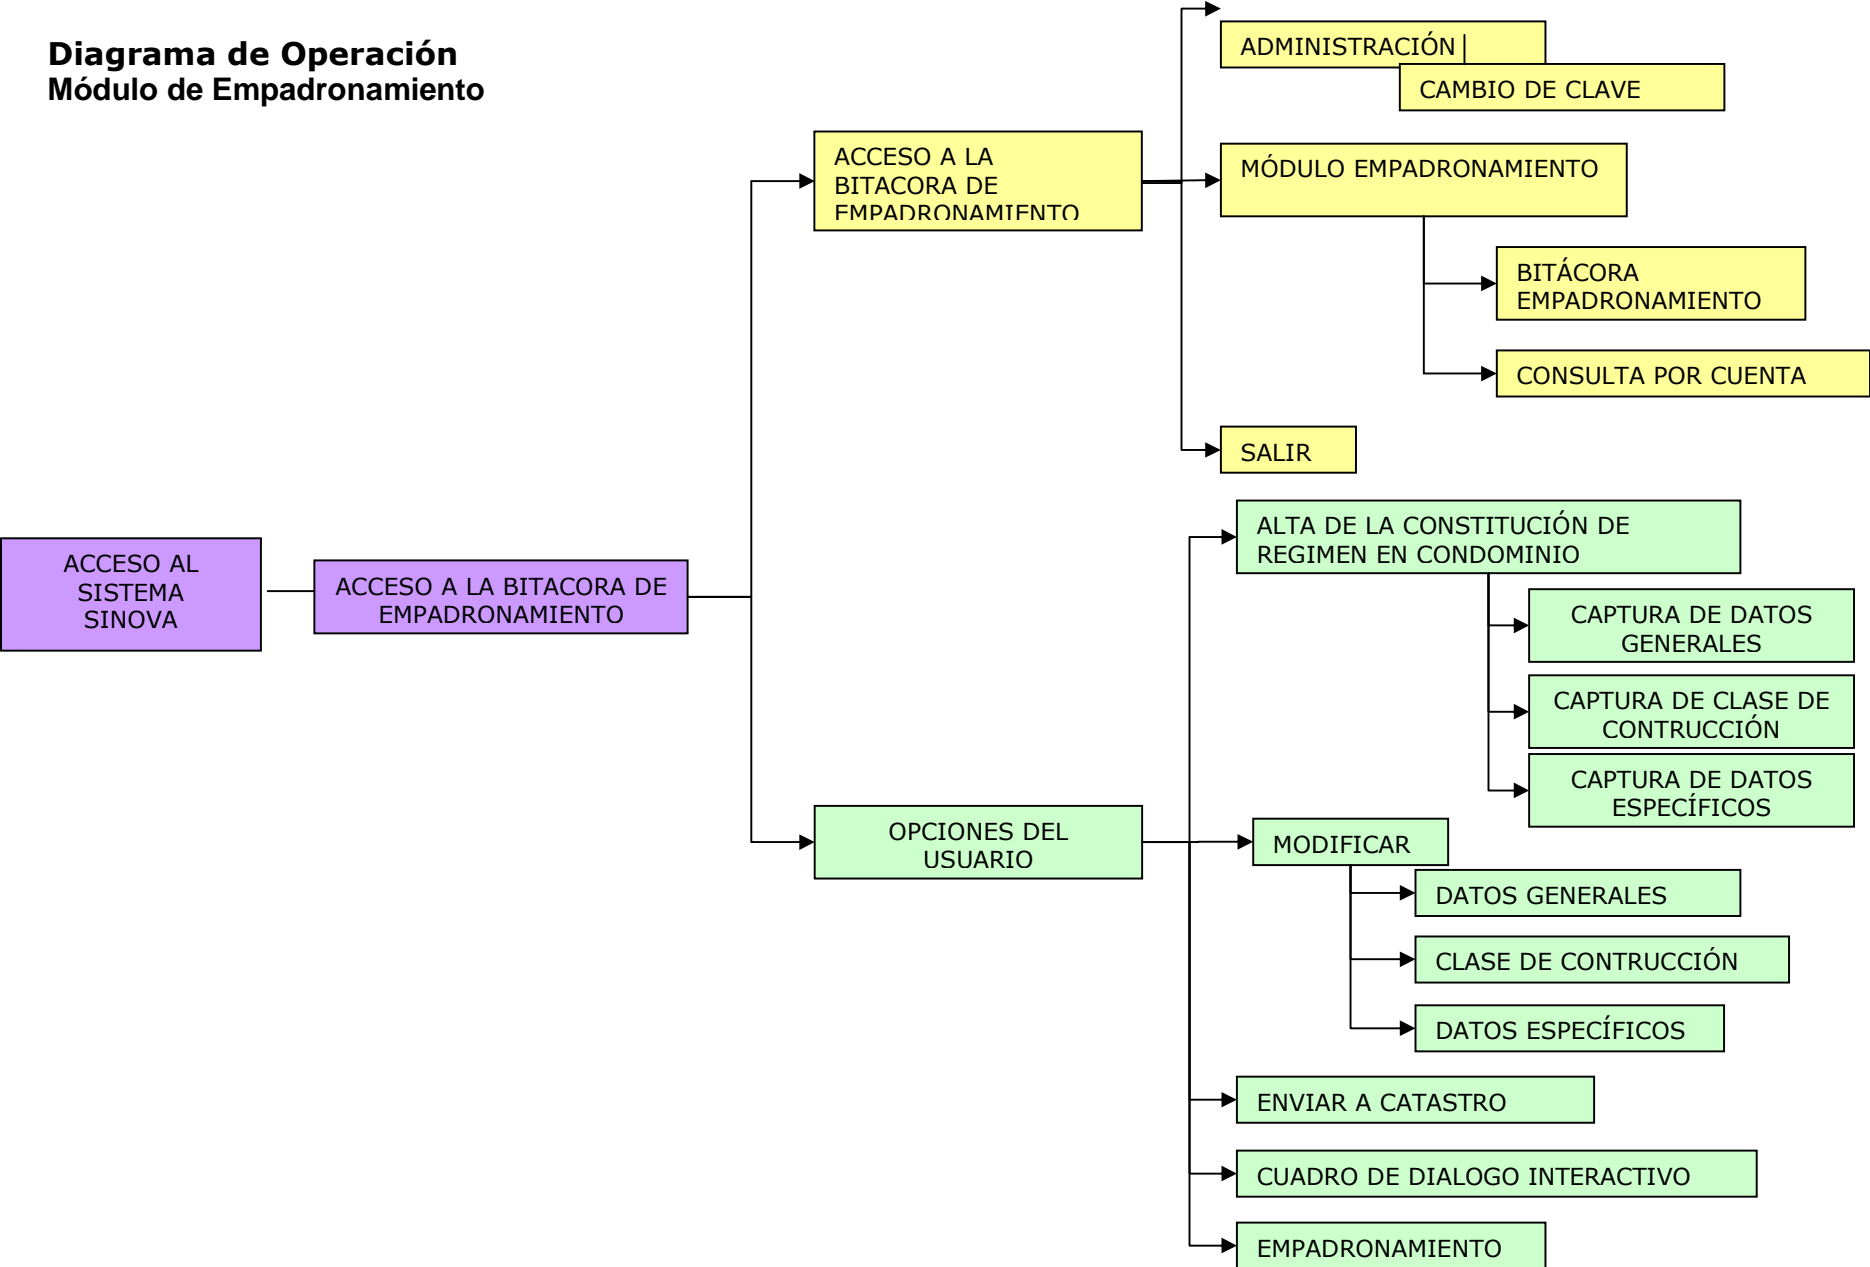 Diagrama de Operación
Módulo de Empadronamiento
ADMINISTRACIÓN
CAMBIO DE CLAVE
ACCESO A LA
BITACORA DE
EMPADRONAMIENTO
MÓDULO EMPADRONAMIENTO
BITÁCORA
EMPADRONAMIENTO
CONSULTA POR CUENTA
SALIR
ACCESO AL
SISTEMA
SINOVA
ACCESO A LA BITACORA DE
EMPADRONAMIENTO
ALTA DE LA CONSTITUCIÓN DE
REGIMEN EN CONDOMINIO
CAPTURA DE DATOS
GENERALES
CAPTURA DE CLASE DE
CONTRUCCIÓN
CAPTURA DE DATOS
ESPECÍFICOS
OPCIONES DEL
USUARIO
MODIFICAR
DATOS GENERALES
CLASE DE CONTRUCCIÓN
DATOS ESPECÍFICOS
ENVIAR A CATASTRO
CUADRO DE DIALOGO INTERACTIVO
EMPADRONAMIENTO